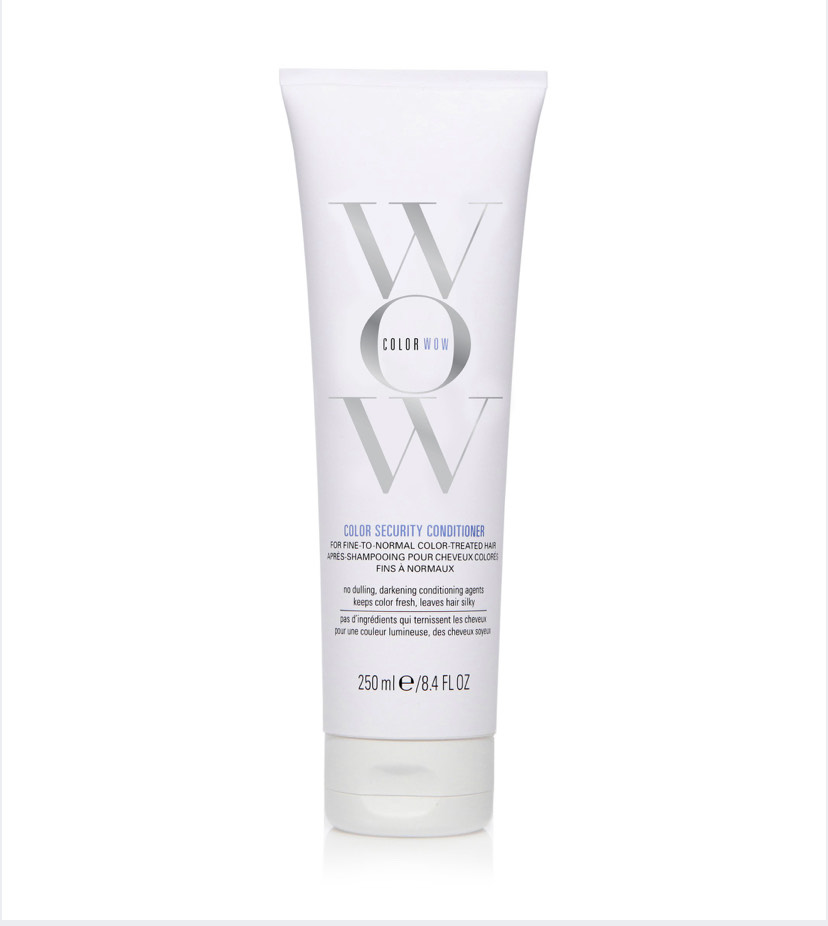 W
COLOR WOW
O
W
COLOR SECURITY CONDITIONER
FOR FINE-TO-NORMAL COLOR-TREATED HAIR
APRÈS-SHAMPOOING POUR CHEVEUX COLORÉS
FINS À NORMAUX
no dulling, darkening conditioning agents
keeps color fresh, leaves hair silky
pas d'ingrédients qui ternissent les cheveux
pour une couleur lumineuse, des cheveux soyeux
250 ml ℮/8.4 FL OZ